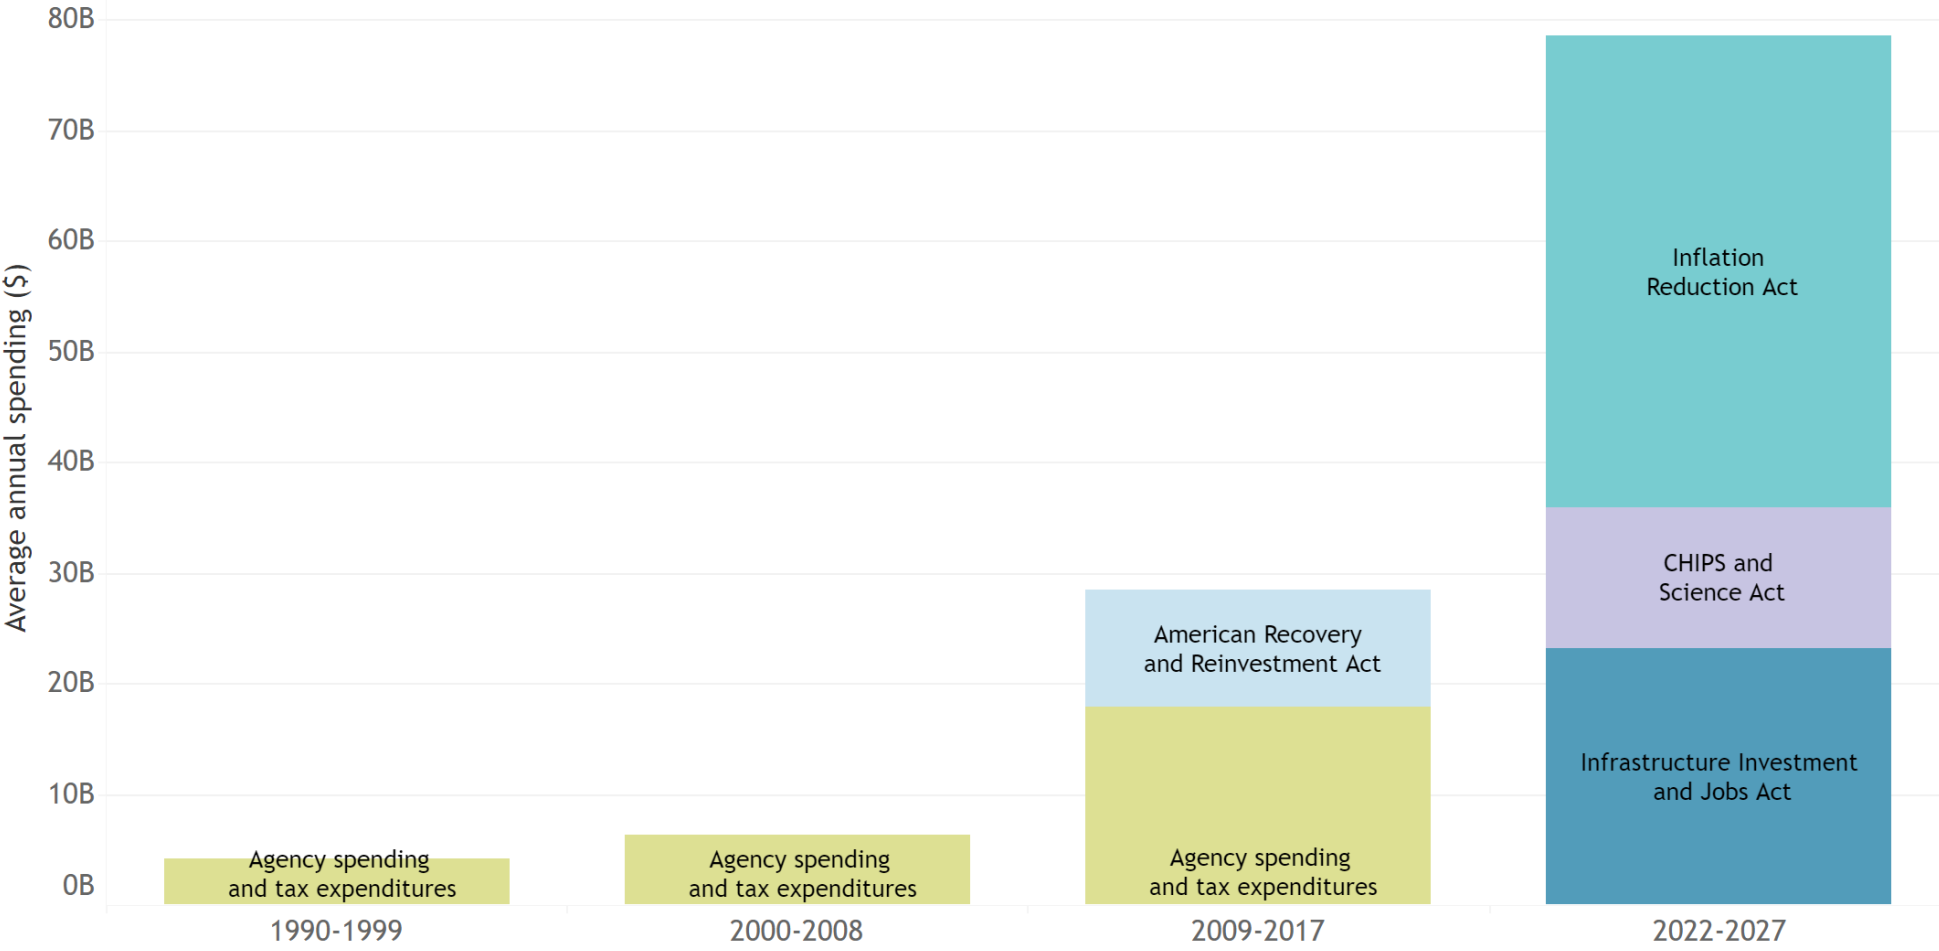 80B
70B
60B
50B
40B
30B
20B
10B
0B
Average annual spending ($)
Agency spending
and tax expenditures
Agency spending
and tax expenditures
American Recovery
and Reinvestment Act
Agency spending
and tax expenditures
Inflation
Reduction Act
CHIPS and
Science Act
Infrastructure Investment
and Jobs Act
1990-1999
2000-2008
2009-2017
2022-2027